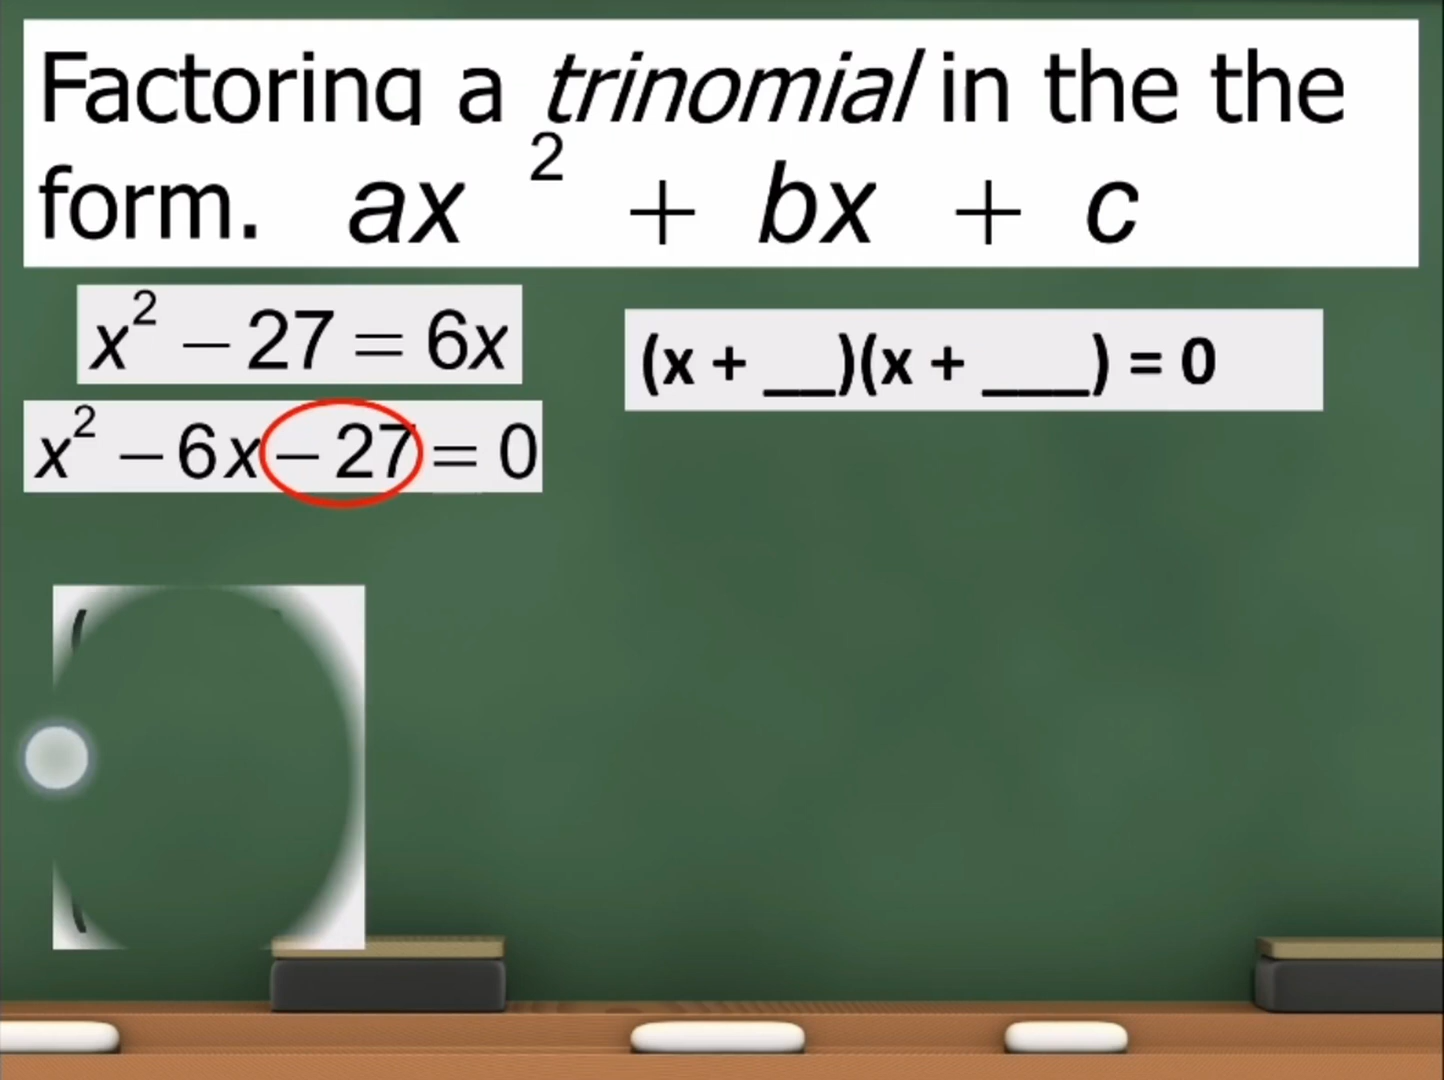 Factoring a trinomial in the the
form. ax² + bx + c
x² – 27 = 6x
(x + __)(x + ___) = 0
x² – 6x – 27 = 0
(
(